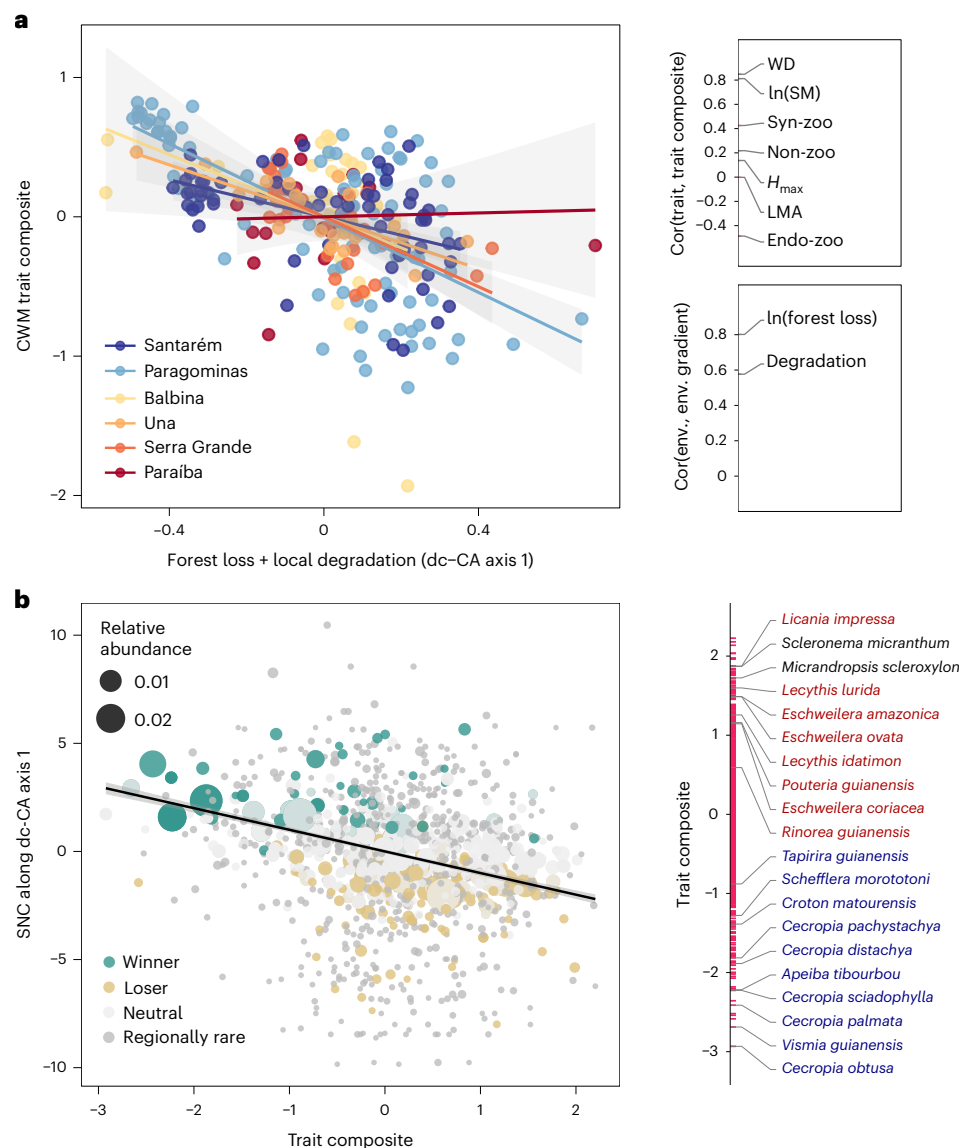 a
CWM trait composite
1
0
−1
−2
Santarém
Paragominas
Balbina
Una
Serra Grande
Paraíba
−0.4
0
0.4
Forest loss + local degradation (dc−CA axis 1)
Cor(trait, trait composite)
0.8
0.6
0.4
0.2
0
−0.2
−0.4
WD
ln(SM)
Syn-zoo
Non-zoo
Hmax
LMA
Endo-zoo
Cor(env., env. gradient)
0.8
0.6
0.4
0.2
0
ln(forest loss)
Degradation
b
SNC along dc-CA axis 1
10
5
0
−5
−10
Relative
abundance
0.01
0.02
Winner
Loser
Neutral
Regionally rare
−3
−2
−1
0
1
2
Trait composite
Trait composite
2
1
0
−1
−2
−3
Licania impressa
Scleronema micranthum
Micrandropsis scleroxylon
Lecythis lurida
Eschweilera amazonica
Eschweilera ovata
Lecythis idatimon
Pouteria guianensis
Eschweilera coriacea
Rinorea guianensis
Tapirira guianensis
Schefflera morototoni
Croton matourensis
Cecropia pachystachya
Cecropia distachya
Apeiba tibourbou
Cecropia sciadophylla
Cecropia palmata
Vismia guianensis
Cecropia obtusa